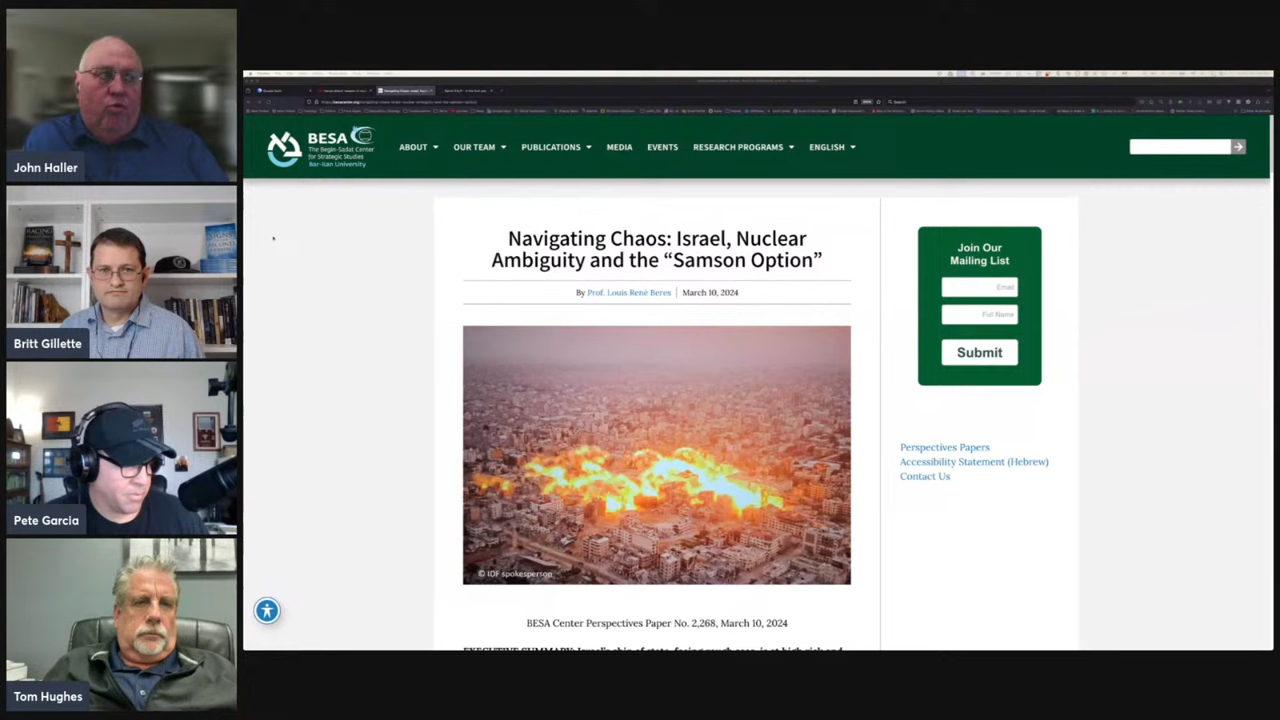 John Haller
Britt Gillette
Pete Garcia
Tom Hughes
BESA
The Begin-Sadat Center
for Strategic Studies
Bar-Ilan University
ABOUT
OUR TEAM
PUBLICATIONS
MEDIA
EVENTS
RESEARCH PROGRAMS
ENGLISH
Navigating Chaos: Israel, Nuclear
Ambiguity and the “Samson Option”
By Prof. Louis René Beres | March 10, 2024
© IDF spokesperson
BESA Center Perspectives Paper No. 2,268, March 10, 2024
Join Our
Mailing List
Email
Full Name
Submit
Perspectives Papers
Accessibility Statement (Hebrew)
Contact Us